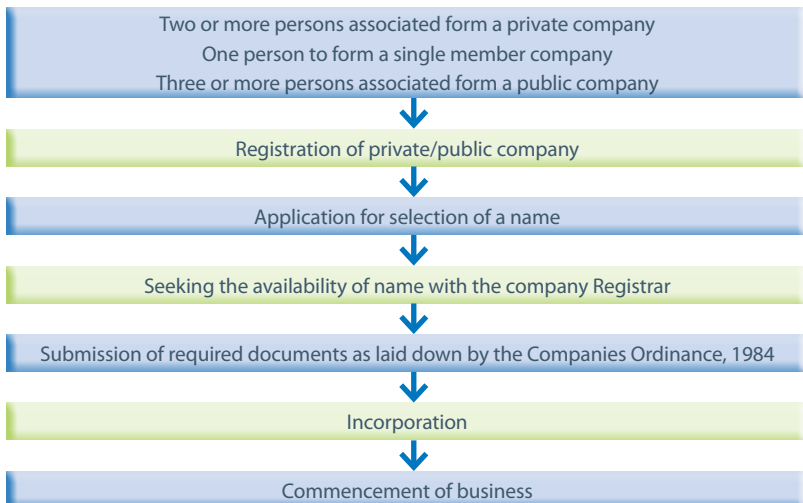 Two or more persons associated form a private company
One person to form a single member company
Three or more persons associated form a public company
Registration of private/public company
Application for selection of a name
Seeking the availability of name with the company Registrar
Submission of required documents as laid down by the Companies Ordinance, 1984
Incorporation
Commencement of business